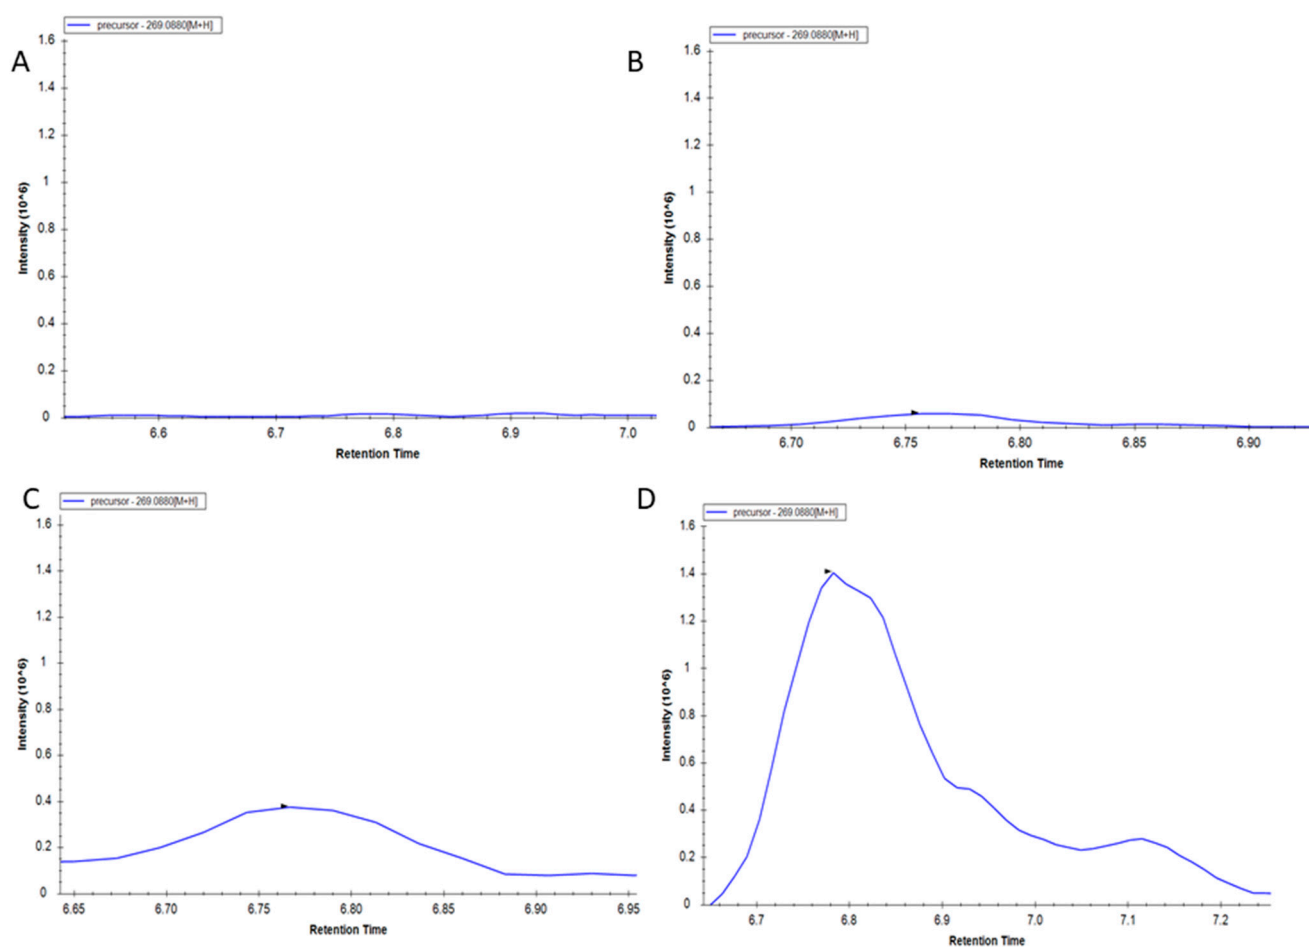 A
precursor - 269.0880[M+H]
1.6
1.4
1.2
1
0.8
0.6
0.4
0.2
0
Intensity (10^6)
6.6 6.7 6.8 6.9 7.0
Retention Time
B
precursor - 269.0880[M+H]
1.6
1.4
1.2
1
0.8
0.6
0.4
0.2
0
Intensity (10^6)
6.70 6.75 6.80 6.85 6.90
Retention Time
C
precursor - 269.0880[M+H]
1.6
1.4
1.2
1
0.8
0.6
0.4
0.2
0
Intensity (10^6)
6.65 6.70 6.75 6.80 6.85 6.90 6.95
Retention Time
D
precursor - 269.0880[M+H]
1.6
1.4
1.2
1
0.8
0.6
0.4
0.2
0
Intensity (10^6)
6.7 6.8 6.9 7.0 7.1 7.2
Retention Time